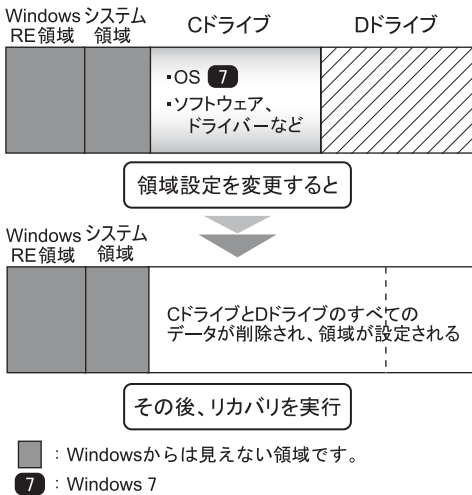 Windows システム Cドライブ Dドライブ
RE領域 領域
・OS 7
・ソフトウェア、
ドライバーなど
領域設定を変更すると
Windows システム
RE領域 領域
CドライブとDドライブのすべての
データが削除され、領域が設定される
その後、リカバリを実行
：Windowsからは見えない領域です。
7：Windows 7